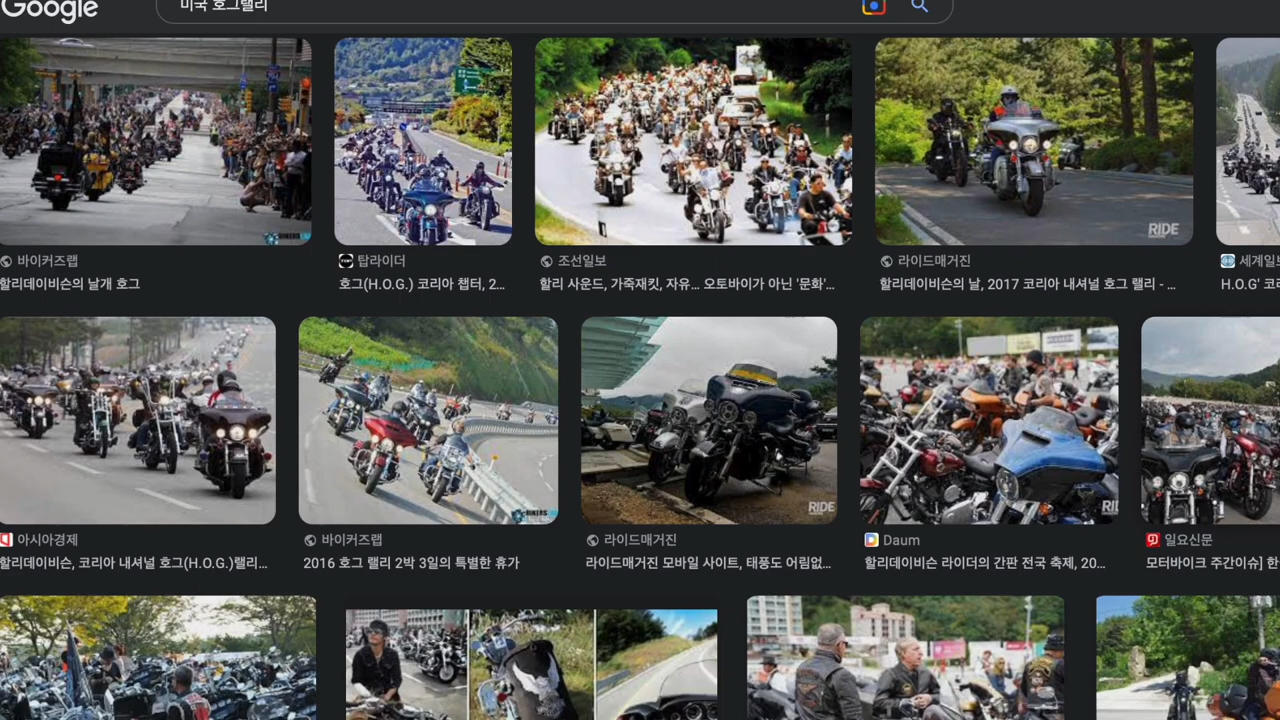 Google
미국 호그랠리
바이커즈랩
할리데이비슨의 날개 호그
탑라이더
호그(H.O.G.) 코리아 챕터, 2...
조선일보
할리 사운드, 가죽재킷, 자유... 오토바이가 아닌 '문화'...
RIDE
라이드매거진
할리데이비슨의 날, 2017 코리아 내셔널 호그 랠리 - ...
세계일보
H.O.G' 코리
아시아경제
할리데이비슨, 코리아 내셔널 호그(H.O.G.)랠리...
바이커즈랩
2016 호그 랠리 2박 3일의 특별한 휴가
RIDE
라이드매거진
라이드매거진 모바일 사이트, 태풍도 어림없...
Daum
할리데이비슨 라이더의 간판 전국 축제, 20...
일요신문
모터바이크 주간이슈] 한